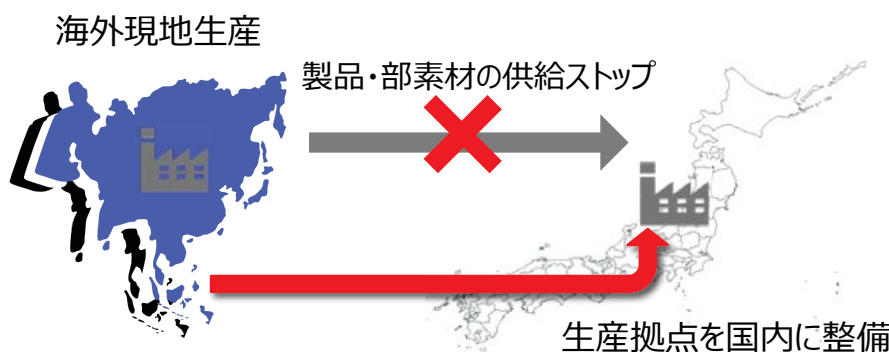 海外現地生産
製品・部素材の供給ストップ
生産拠点を国内に整備